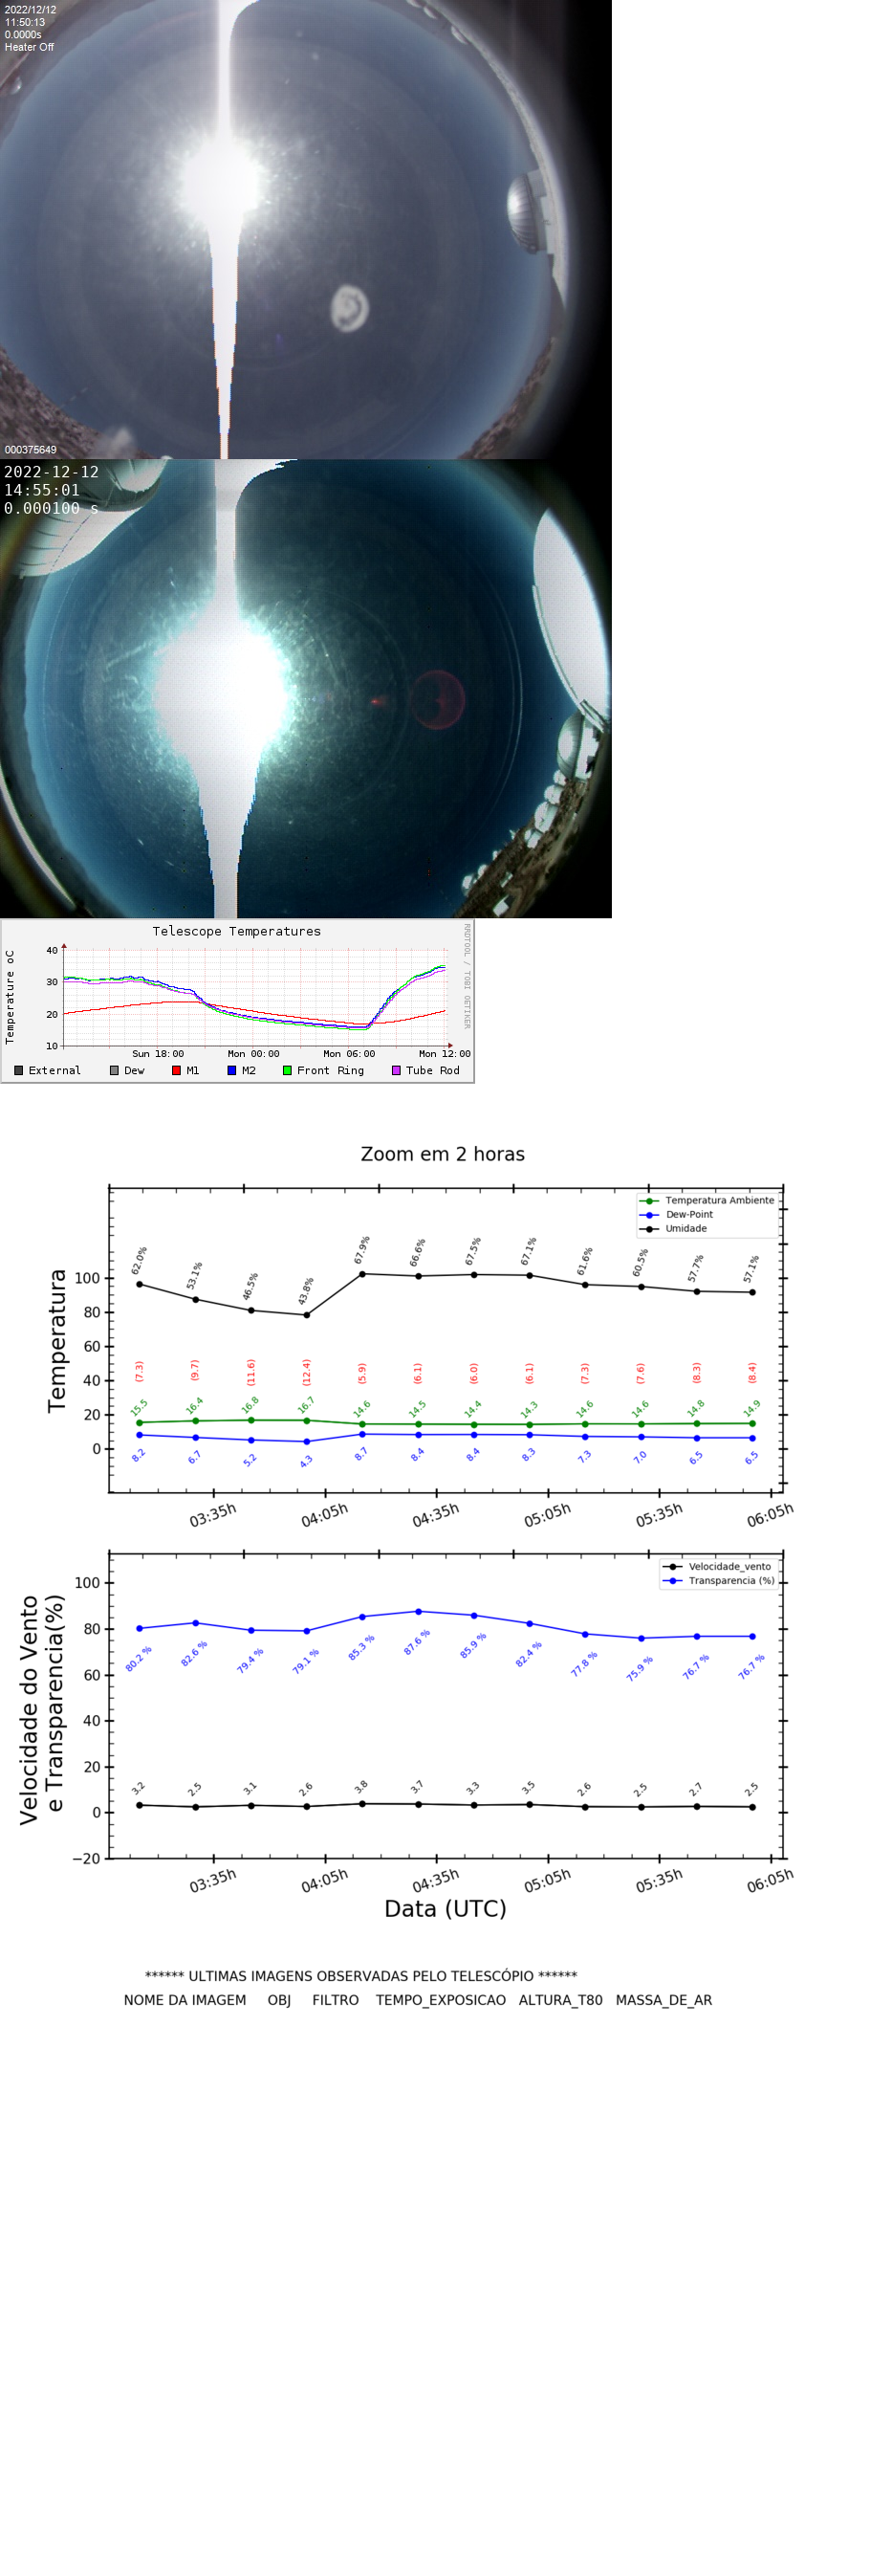 2022/12/12
11:50:13
0.0000s
Heater Off
000375649
2022-12-12
14:55:01
0.000100 s
Telescope Temperatures
RRDTOOL / TOBI OETIKER
Temperature oC
40
30
20
10
Sun 18:00 Mon 00:00 Mon 06:00 Mon 12:00
External Dew M1 M2 Front Ring Tube Rod
Zoom em 2 horas
Temperatura Ambiente
Dew-Point
Umidade
Temperatura
100
80
60
40
20
0
62.0% 53.1% 46.5% 43.8% 67.9% 66.6% 67.5% 67.1% 61.6% 60.5% 57.7% 57.1%
(7.3) (9.7) (11.6) (12.4) (5.9) (6.1) (6.0) (6.1) (7.3) (7.6) (8.3) (8.4)
15.5 16.4 16.8 16.7 14.6 14.5 14.4 14.3 14.6 14.6 14.8 14.9
8.2 6.7 5.2 4.3 8.7 8.4 8.4 8.3 7.3 7.0 6.5 6.5
03:35h 04:05h 04:35h 05:05h 05:35h 06:05h
Velocidade_vento
Transparencia (%)
Velocidade do Vento
e Transparencia(%)
100
80
60
40
20
0
−20
80.2 % 82.6 % 79.4 % 79.1 % 85.3 % 87.6 % 85.9 % 82.4 % 77.8 % 75.9 % 76.7 % 76.7 %
3.2 2.5 3.1 2.6 3.8 3.7 3.3 3.5 2.6 2.5 2.7 2.5
03:35h 04:05h 04:35h 05:05h 05:35h 06:05h
Data (UTC)
****** ULTIMAS IMAGENS OBSERVADAS PELO TELESCÓPIO ******
NOME DA IMAGEM OBJ FILTRO TEMPO_EXPOSICAO ALTURA_T80 MASSA_DE_AR